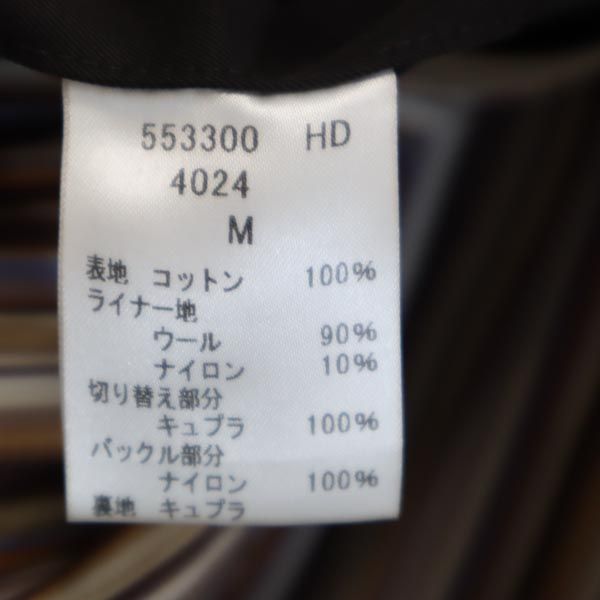 553300 HD
4024
M
表地 コットン 100%
ライナー地
ウール 90%
ナイロン 10%
切り替え部分
キュプラ 100%
バックル部分
ナイロン 100%
裏地 キュプラ